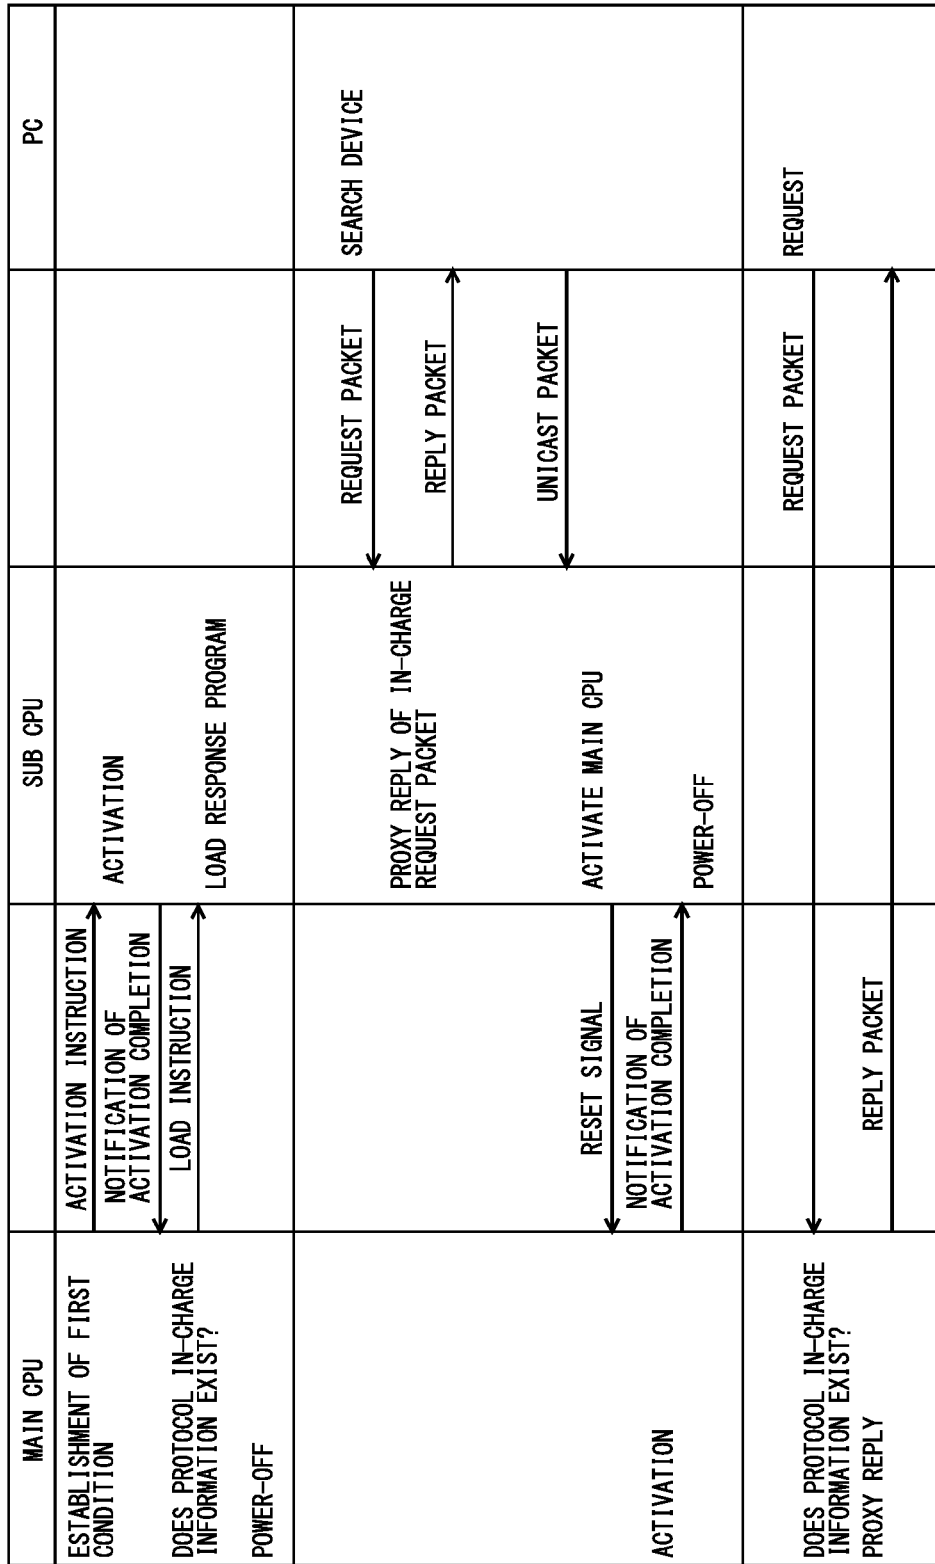 MAIN CPU
SUB CPU
PC
ESTABLISHMENT OF FIRST
CONDITION
ACTIVATION INSTRUCTION
ACTIVATION
NOTIFICATION OF
ACTIVATION COMPLETION
DOES PROTOCOL IN-CHARGE
INFORMATION EXIST?
LOAD INSTRUCTION
LOAD RESPONSE PROGRAM
POWER-OFF
SEARCH DEVICE
REQUEST PACKET
PROXY REPLY OF IN-CHARGE
REQUEST PACKET
REPLY PACKET
UNICAST PACKET
ACTIVATE MAIN CPU
RESET SIGNAL
ACTIVATION
NOTIFICATION OF
ACTIVATION COMPLETION
POWER-OFF
REQUEST
REQUEST PACKET
DOES PROTOCOL IN-CHARGE
INFORMATION EXIST?
PROXY REPLY
REPLY PACKET